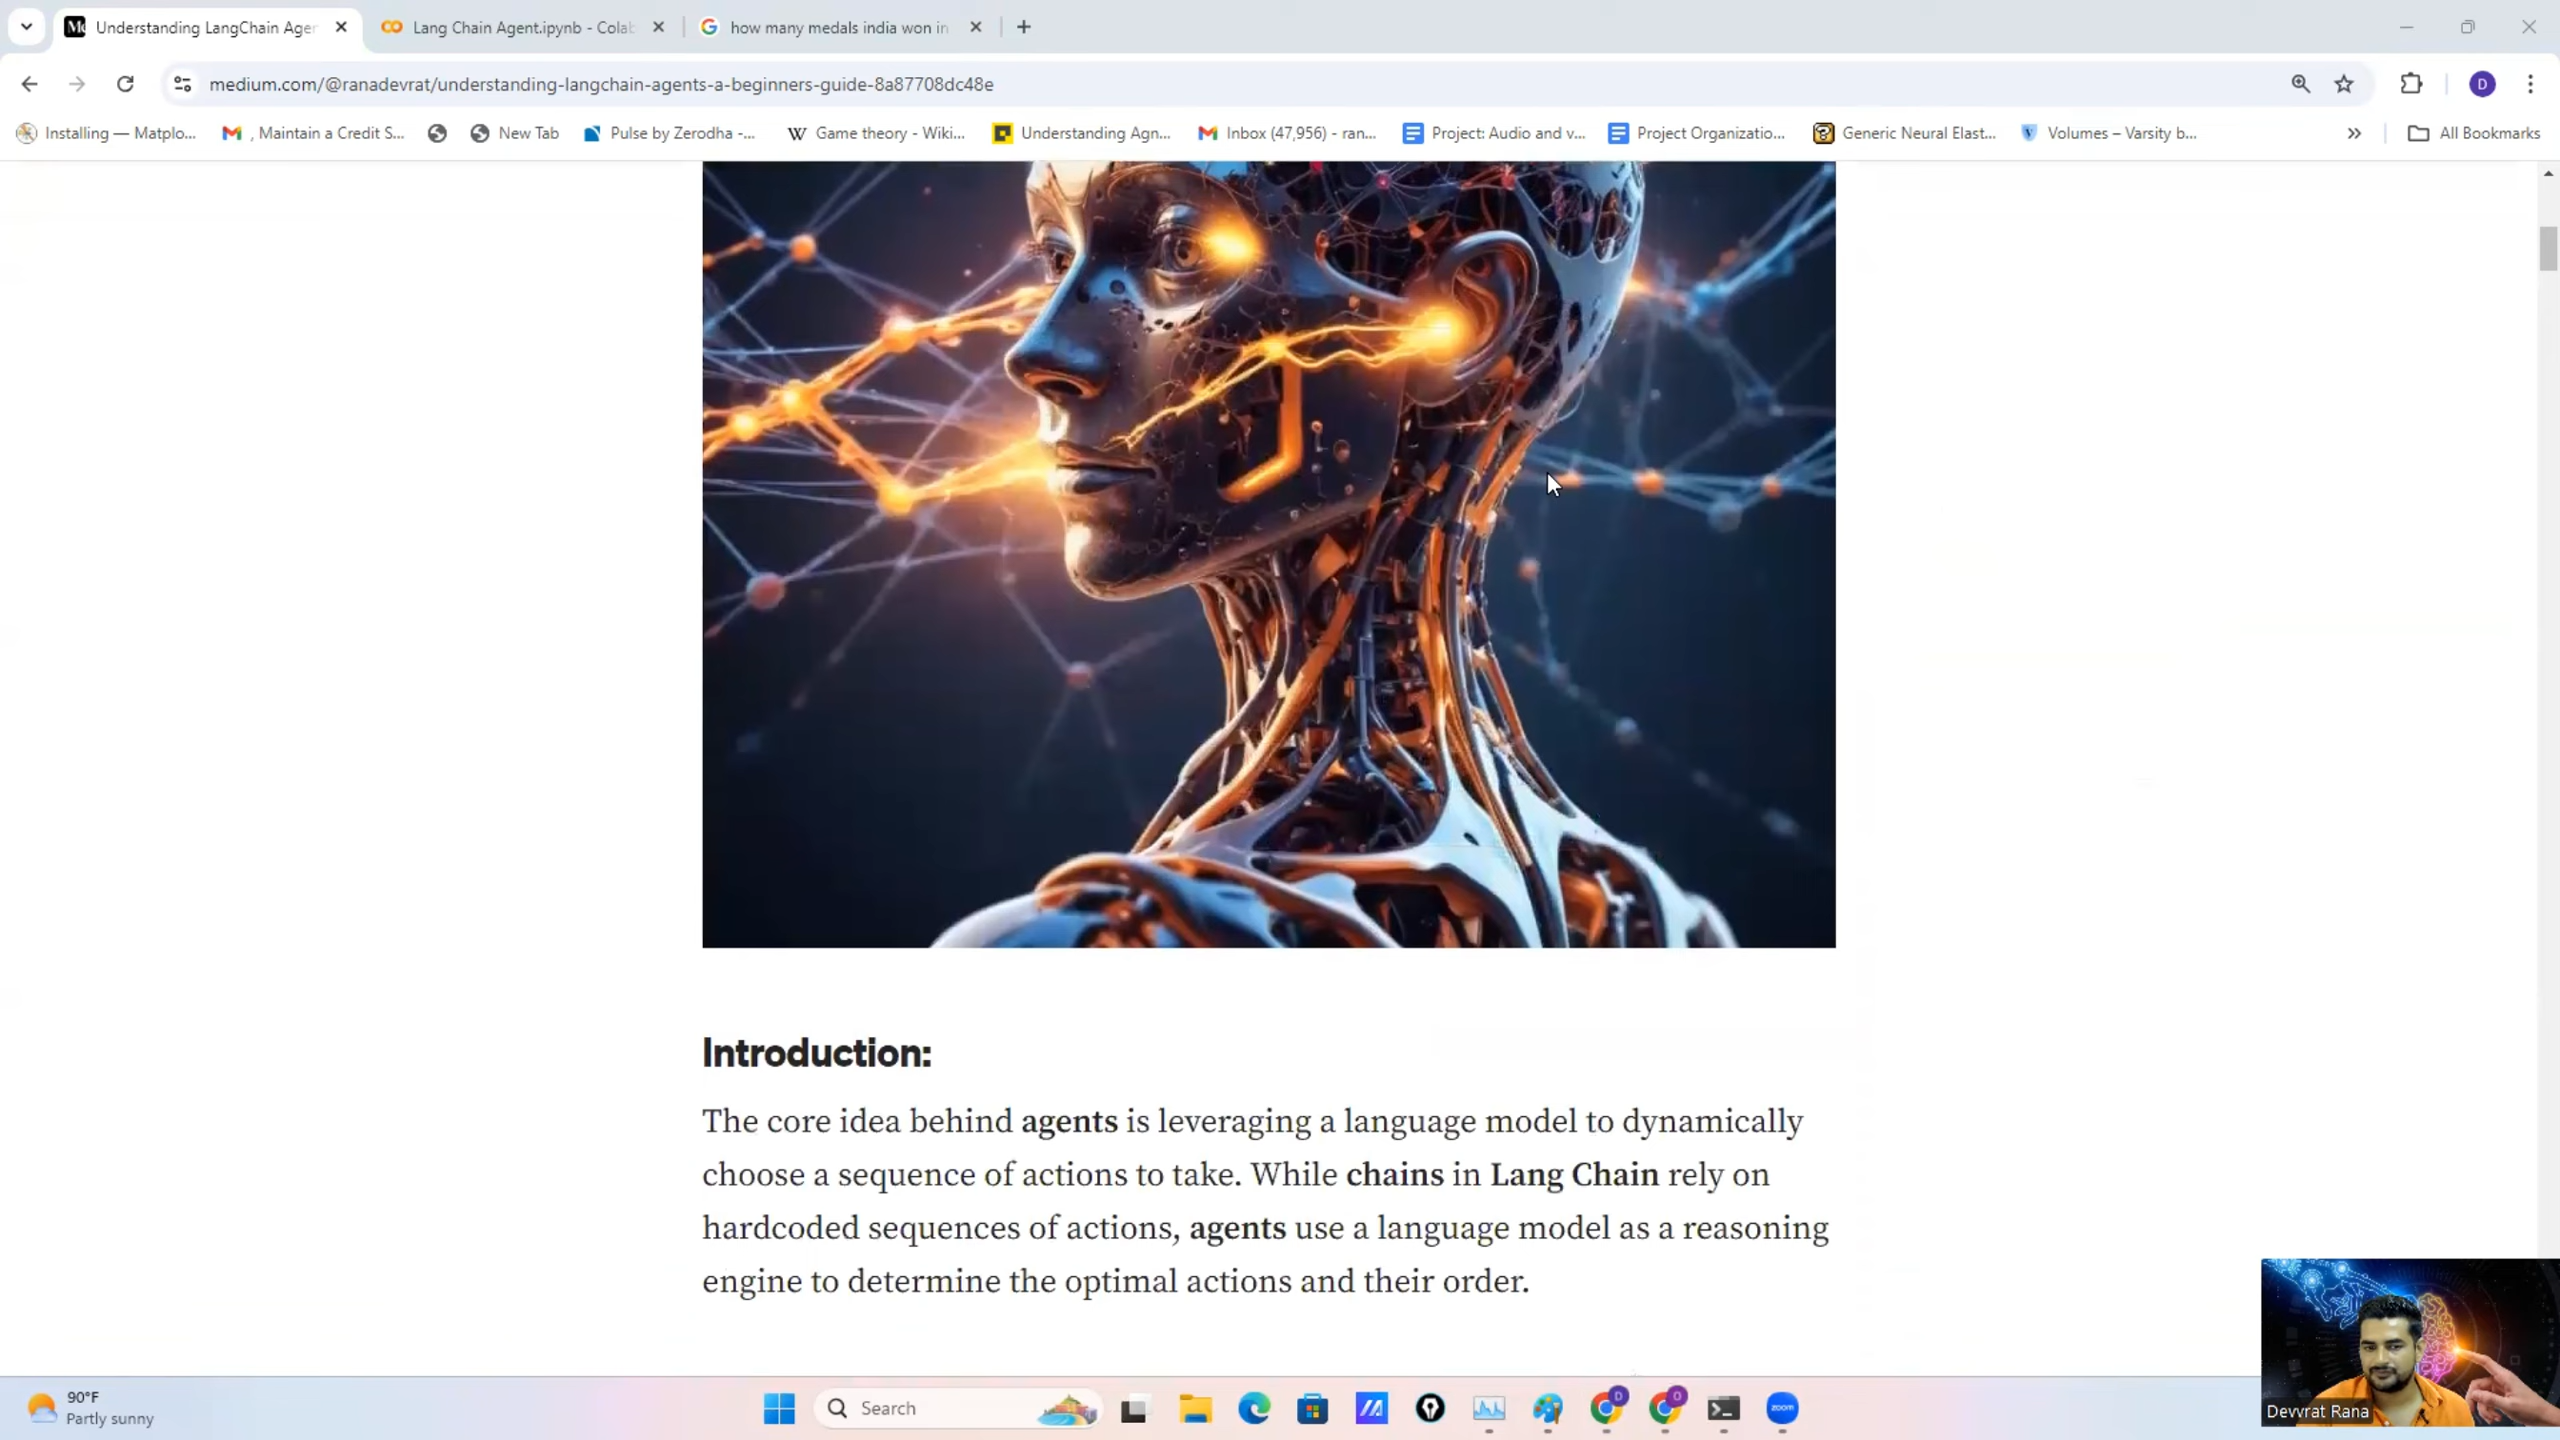 Understanding LangChain Agen
Lang Chain Agent.ipynb - Colab
how many medals india won in
medium.com/@ranadevrat/understanding-langchain-agents-a-beginners-guide-8a87708dc48e
D
Installing — Matplo...
, Maintain a Credit S...
New Tab
Pulse by Zerodha -...
W Game theory - Wiki...
Understanding Agn...
Inbox (47,956) - ran...
Project: Audio and v...
Project Organizatio...
Generic Neural Elast...
Volumes – Varsity b...
All Bookmarks
Introduction:
The core idea behind agents is leveraging a language model to dynamically
choose a sequence of actions to take. While chains in Lang Chain rely on
hardcoded sequences of actions, agents use a language model as a reasoning
engine to determine the optimal actions and their order.
Devvrat Rana
90°F
Partly sunny
Search
D
zoom